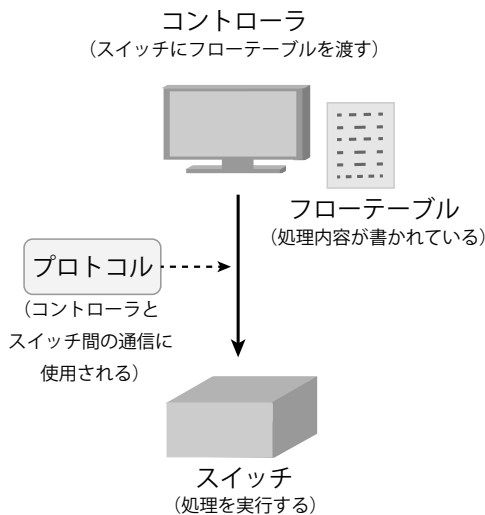 コントローラ
（スイッチにフローテーブルを渡す）
フローテーブル
（処理内容が書かれている）
プロトコル
（コントローラと
スイッチ間の通信に
使用される）
スイッチ
（処理を実行する）